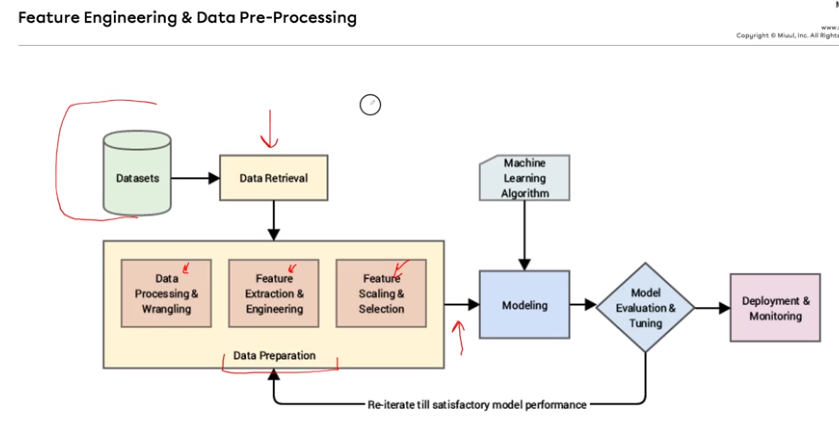 Feature Engineering & Data Pre-Processing
www.
Copyright © Miuul, Inc. All Rights
Datasets
Data Retrieval
Machine
Learning
Algorithm
Data
Processing &
Wrangling
Feature
Extraction &
Engineering
Feature
Scaling &
Selection
Data Preparation
Modeling
Model
Evaluation &
Tuning
Deployment &
Monitoring
Re-iterate till satisfactory model performance